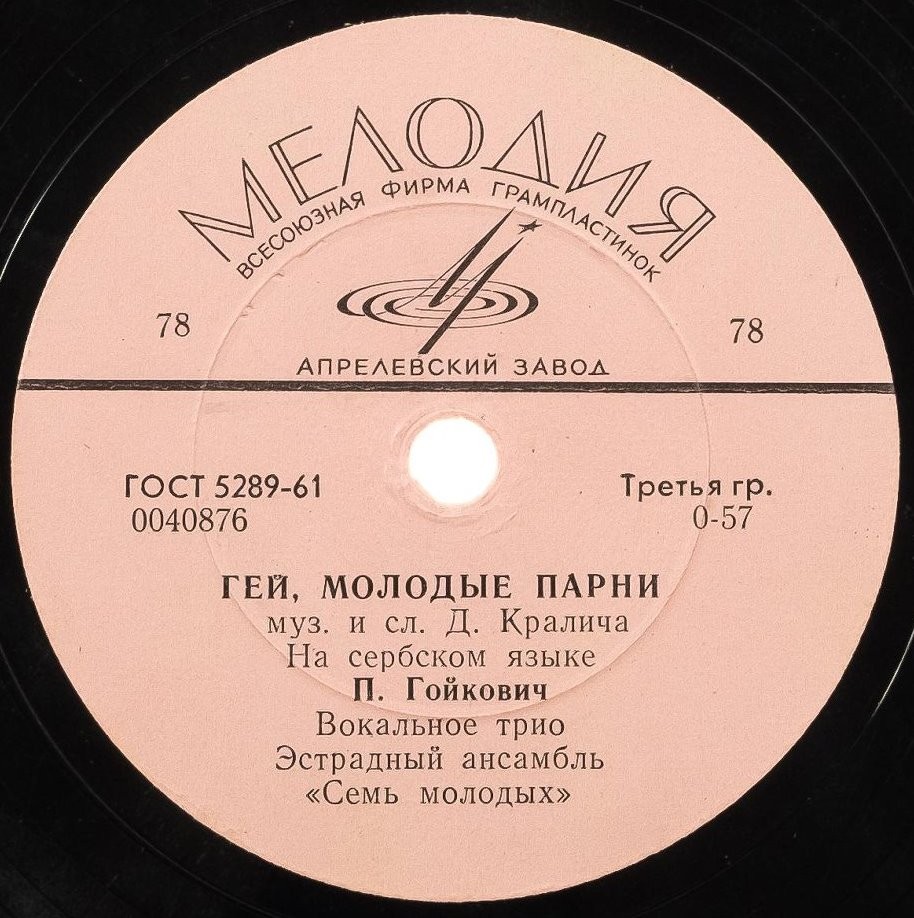 МЕЛОДИЯ
ВСЕСОЮЗНАЯ ФИРМА ГРАМПЛАСТИНОК
78 78
АПРЕЛЕВСКИЙ ЗАВОД
ГОСТ 5289-61 Третья гр.
0040876 0-57
ГЕЙ, МОЛОДЫЕ ПАРНИ
муз. и сл. Д. Кралича
На сербском языке
П. Гойкович
Вокальное трио
Эстрадный ансамбль
«Семь молодых»